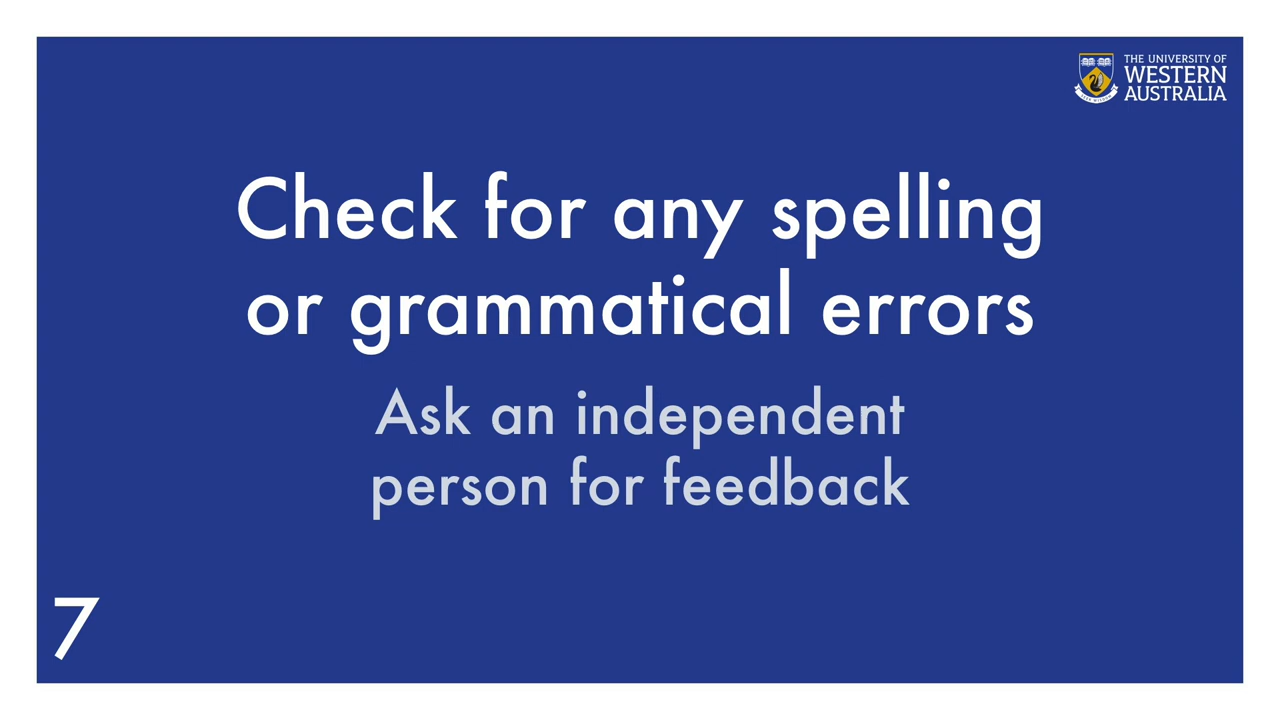 THE UNIVERSITY OF
WESTERN
AUSTRALIA
Check for any spelling
or grammatical errors
Ask an independent
person for feedback
7